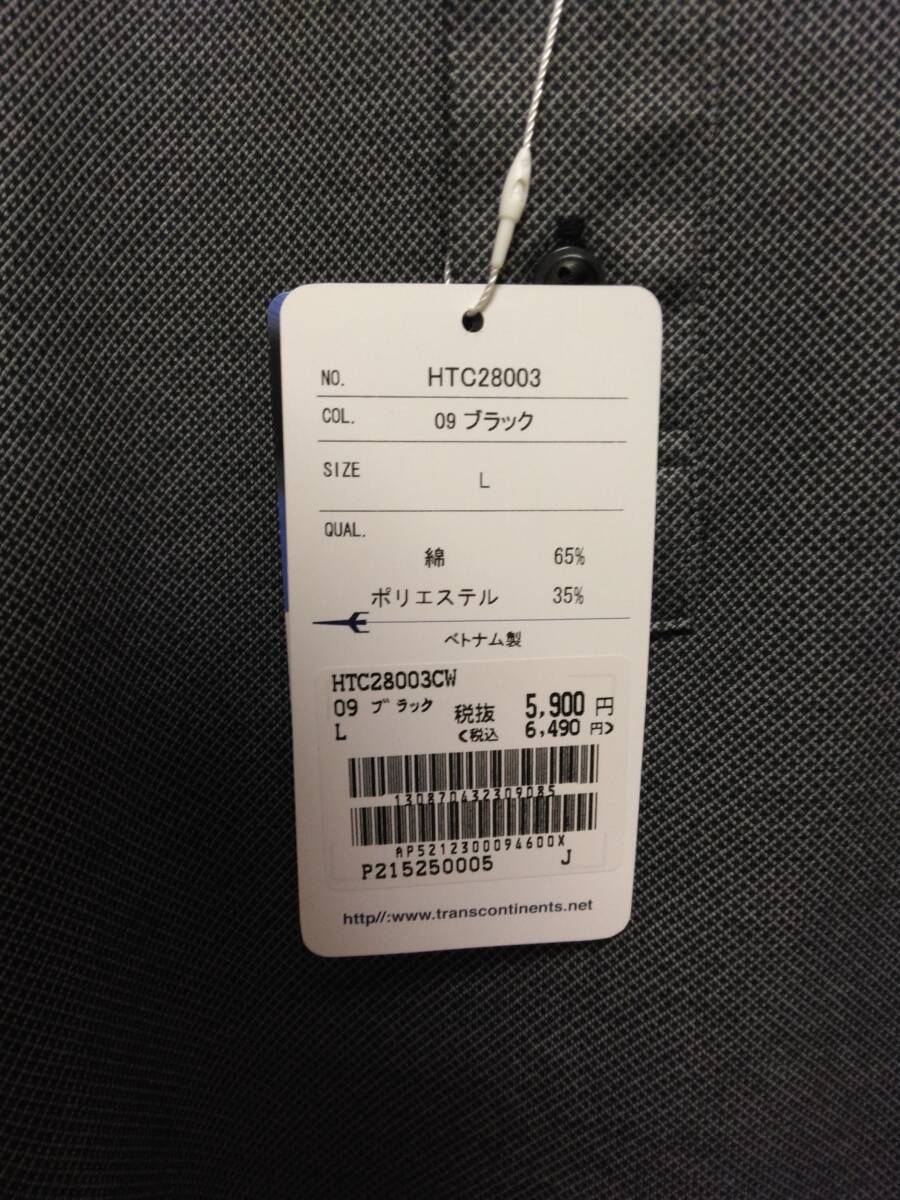 NO. HTC28003
COL. 09 ブラック
SIZE L
QUAL.
綿 65%
ポリエステル 35%
ベトナム製
HTC28003CW
09 ブラック 税抜 5,900 円
L <税込 6,490 円>
130870432309085
AP5212300094600X
P215250005 J
http//:www.transcontinents.net